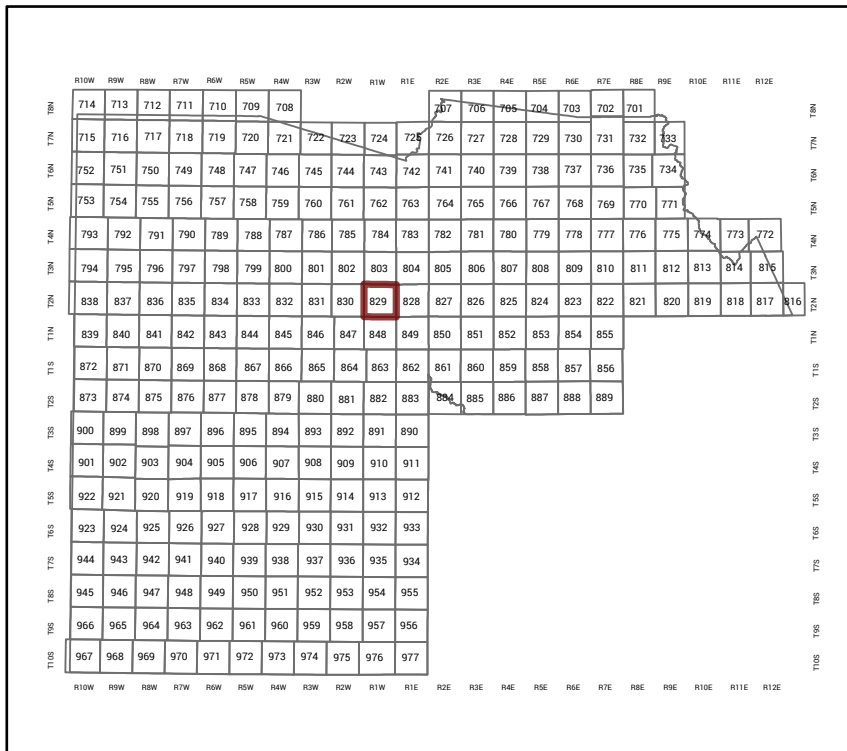 R10W R9W R8W R7W R6W R5W R4W R3W R2W R1W R1E R2E R3E R4E R5E R6E R7E R8E R9E R10E R11E R12E
T8N 714 713 712 711 710 709 708 707 706 705 704 703 702 701 T8N
T7N 715 716 717 718 719 720 721 722 723 724 725 726 727 728 729 730 731 732 733 T7N
T6N 752 751 750 749 748 747 746 745 744 743 742 741 740 739 738 737 736 735 734 T6N
T5N 753 754 755 756 757 758 759 760 761 762 763 764 765 766 767 768 769 770 771 T5N
T4N 793 792 791 790 789 788 787 786 785 784 783 782 781 780 779 778 777 776 775 774 773 772 T4N
T3N 794 795 796 797 798 799 800 801 802 803 804 805 806 807 808 809 810 811 812 813 814 815 T3N
T2N 838 837 836 835 834 833 832 831 830 829 828 827 826 825 824 823 822 821 820 819 818 817 816 T2N
T1N 839 840 841 842 843 844 845 846 847 848 849 850 851 852 853 854 855 T1N
T1S 872 871 870 869 868 867 866 865 864 863 862 861 860 859 858 857 856 T1S
T2S 873 874 875 876 877 878 879 880 881 882 883 884 885 886 887 888 889 T2S
T3S 900 899 898 897 896 895 894 893 892 891 890 T3S
T4S 901 902 903 904 905 906 907 908 909 910 911 T4S
T5S 922 921 920 919 918 917 916 915 914 913 912 T5S
T6S 923 924 925 926 927 928 929 930 931 932 933 T6S
T7S 944 943 942 941 940 939 938 937 936 935 934 T7S
T8S 945 946 947 948 949 950 951 952 953 954 955 T8S
T9S 966 965 964 963 962 961 960 959 958 957 956 T9S
T10S 967 968 969 970 971 972 973 974 975 976 977 T10S
R10W R9W R8W R7W R6W R5W R4W R3W R2W R1W R1E R2E R3E R4E R5E R6E R7E R8E R9E R10E R11E R12E